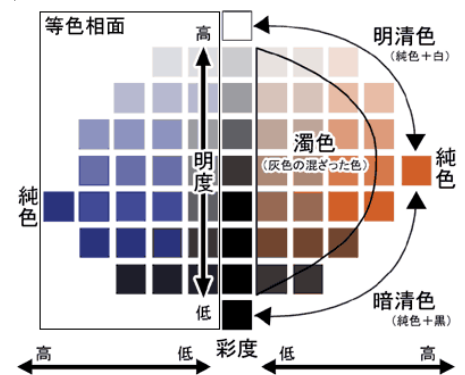 等色相面
高
明清色
(純色+白)
濁色
(灰色の混ざった色)
明度
純色
純色
低
暗清色
(純色+黒)
彩度
高
低
低
高